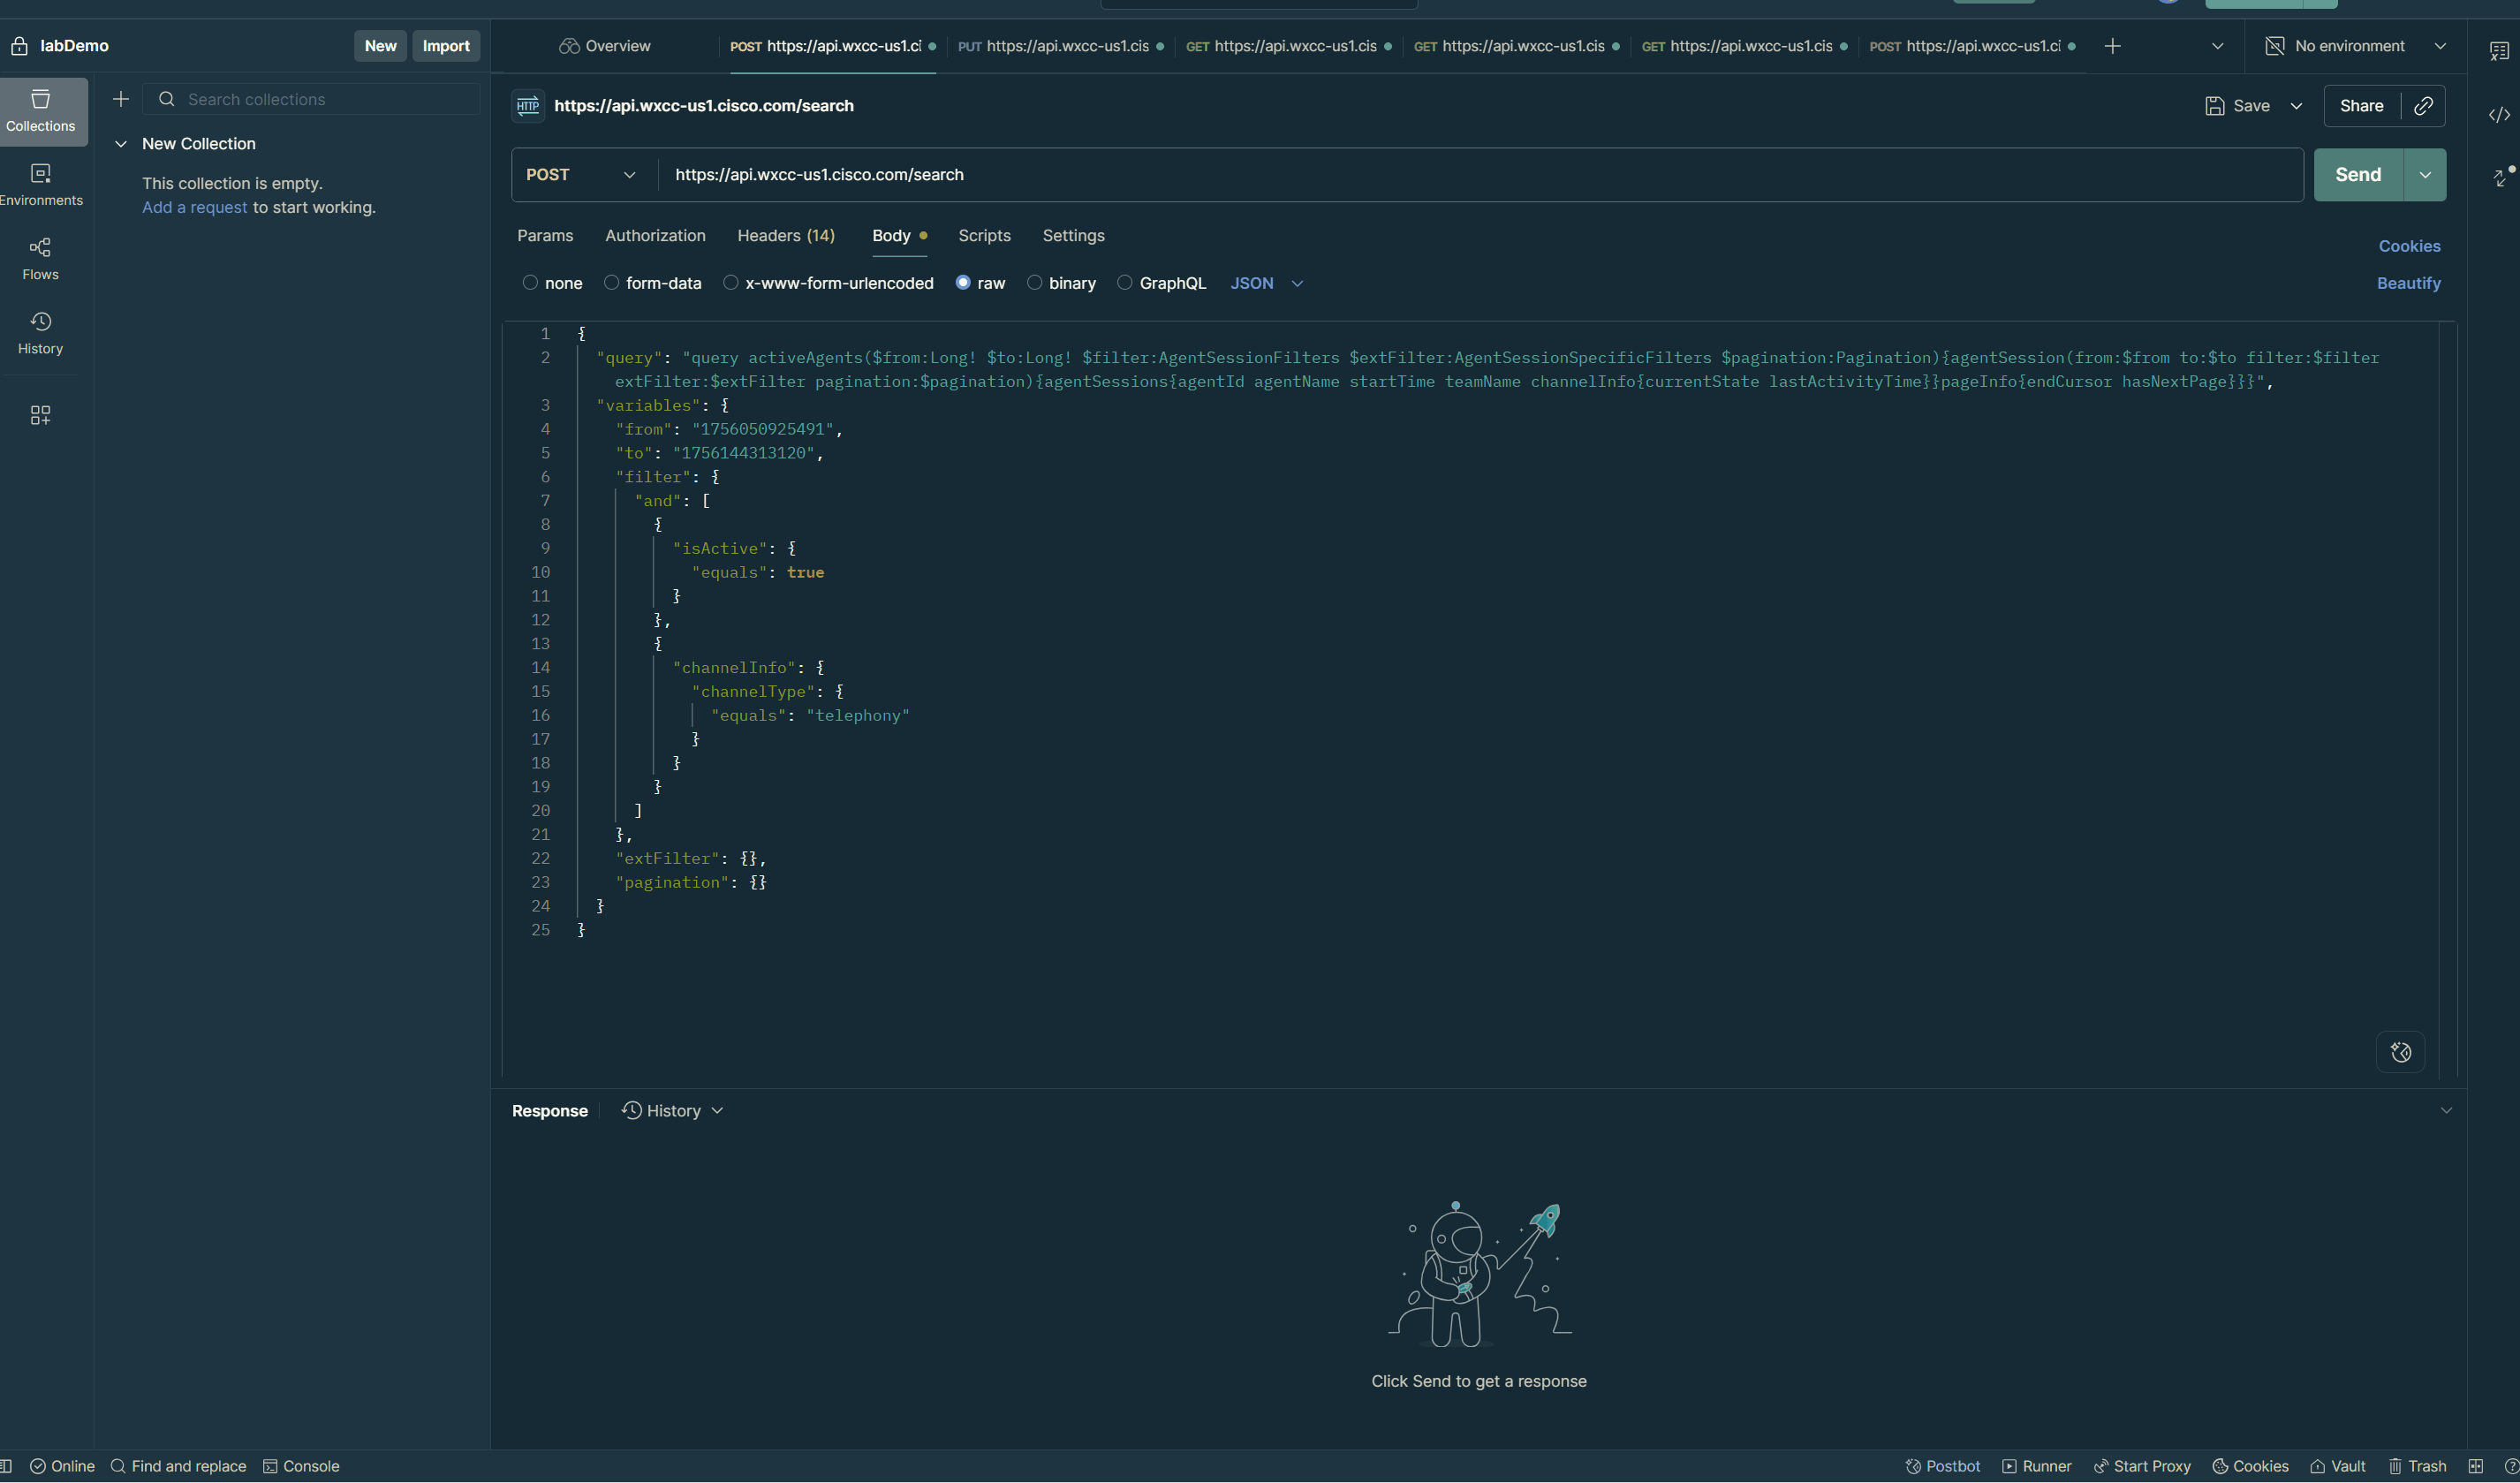 labDemo
New
Import
Overview
POST https://api.wxcc-us1.ci
PUT https://api.wxcc-us1.cis
GET https://api.wxcc-us1.cis
GET https://api.wxcc-us1.cis
GET https://api.wxcc-us1.cis
POST https://api.wxcc-us1.ci
No environment
Collections
Environments
Flows
History
Search collections
New Collection
This collection is empty.
Add a request to start working.
HTTP https://api.wxcc-us1.cisco.com/search
Save
Share
POST
https://api.wxcc-us1.cisco.com/search
Send
Params Authorization Headers (14) Body Scripts Settings
Cookies
none form-data x-www-form-urlencoded raw binary GraphQL JSON
Beautify
1 {
2 "query": "query activeAgents($from:Long! $to:Long! $filter:AgentSessionFilters $extFilter:AgentSessionSpecificFilters $pagination:Pagination){agentSession(from:$from to:$to filter:$filter
extFilter:$extFilter pagination:$pagination){agentSessions{agentId agentName startTime teamName channelInfo{currentState lastActivityTime}}pageInfo{endCursor hasNextPage}}}",
3 "variables": {
4 "from": "1756050925491",
5 "to": "1756144313120",
6 "filter": {
7 "and": [
8 {
9 "isActive": {
10 "equals": true
11 }
12 },
13 {
14 "channelInfo": {
15 "channelType": {
16 "equals": "telephony"
17 }
18 }
19 }
20 ]
21 },
22 "extFilter": {},
23 "pagination": {}
24 }
25 }
Response
History
Click Send to get a response
Online
Find and replace
Console
Postbot
Runner
Start Proxy
Cookies
Vault
Trash